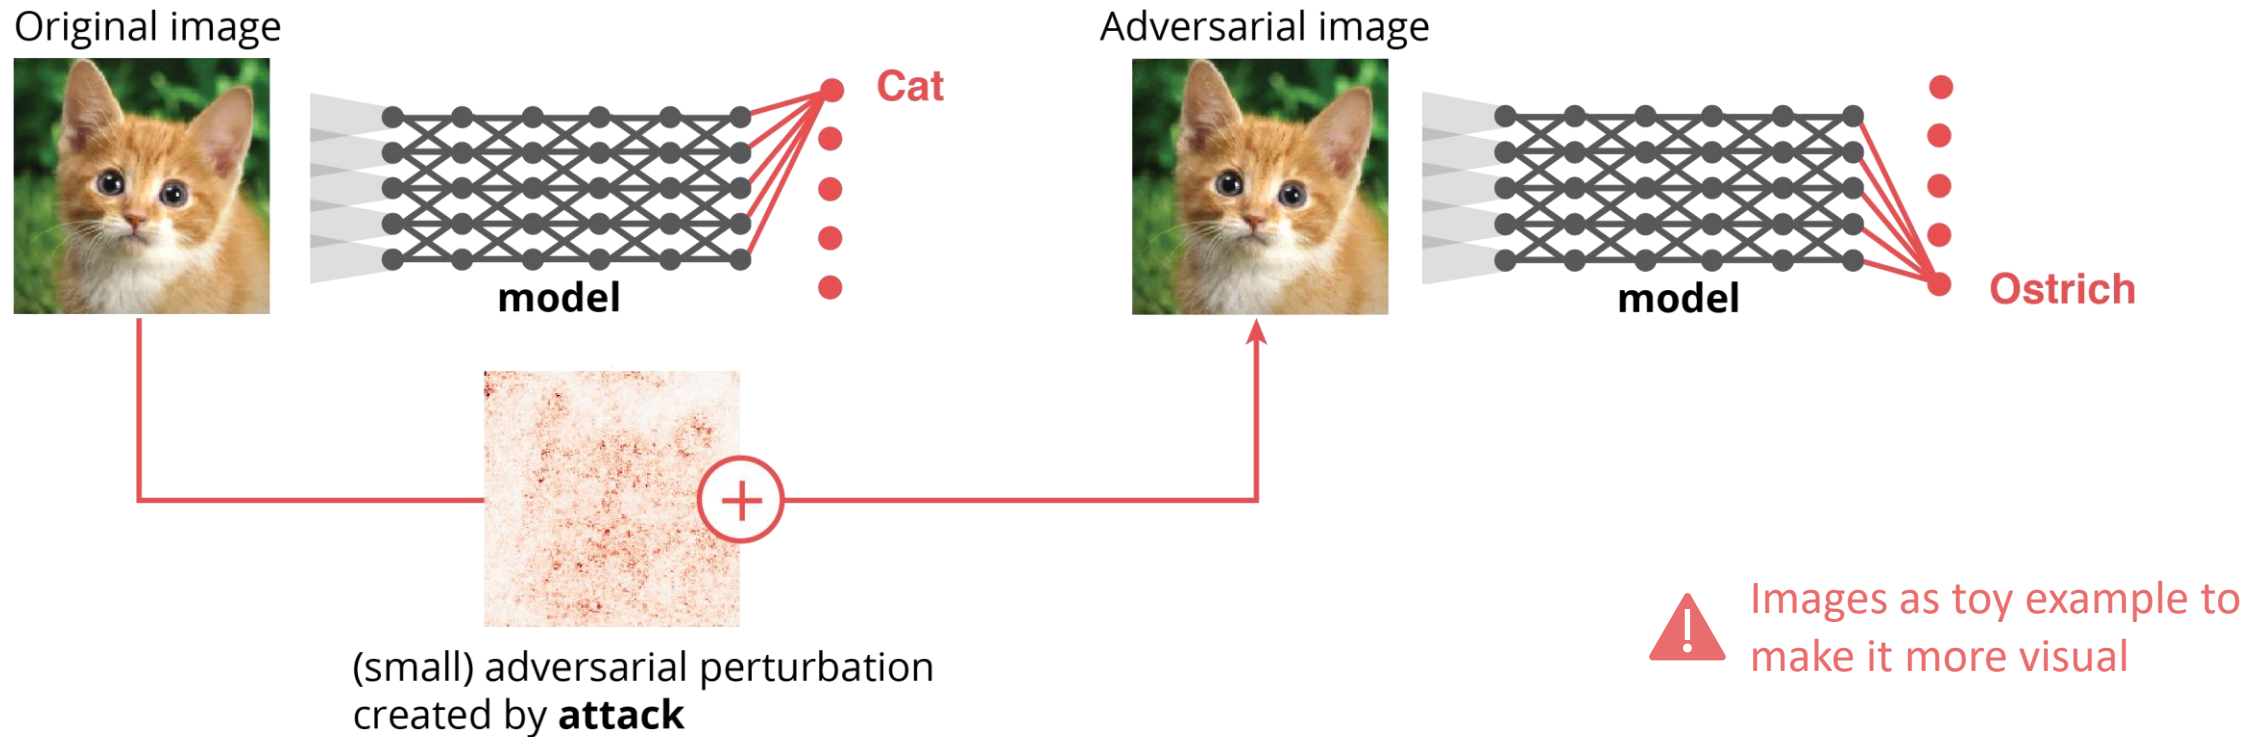 Original image
Cat
model
(small) adversarial perturbation
created by attack
Adversarial image
model
Ostrich
Images as toy example to
make it more visual